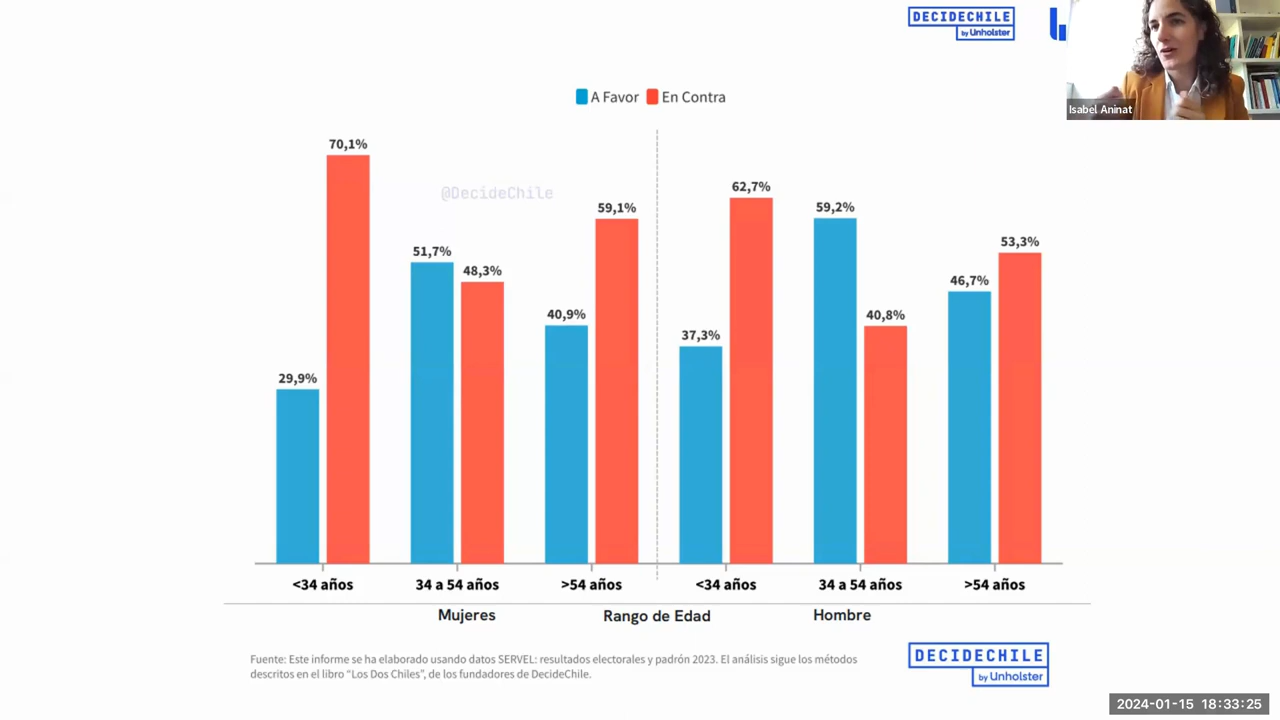 DECIDECHILE
by Unholster
Isabel Aninat
A Favor En Contra
70,1%
@DecideChile
62,7%
59,1%
59,2%
51,7%
48,3%
53,3%
46,7%
40,9%
37,3%
40,8%
29,9%
<34 años 34 a 54 años >54 años <34 años 34 a 54 años >54 años
Mujeres Rango de Edad Hombre
Fuente: Este informe se ha elaborado usando datos SERVEL: resultados electorales y padrón 2023. El análisis sigue los métodos
descritos en el libro “Los Dos Chiles”, de los fundadores de DecideChile.
DECIDECHILE
by Unholster
2024-01-15 18:33:25